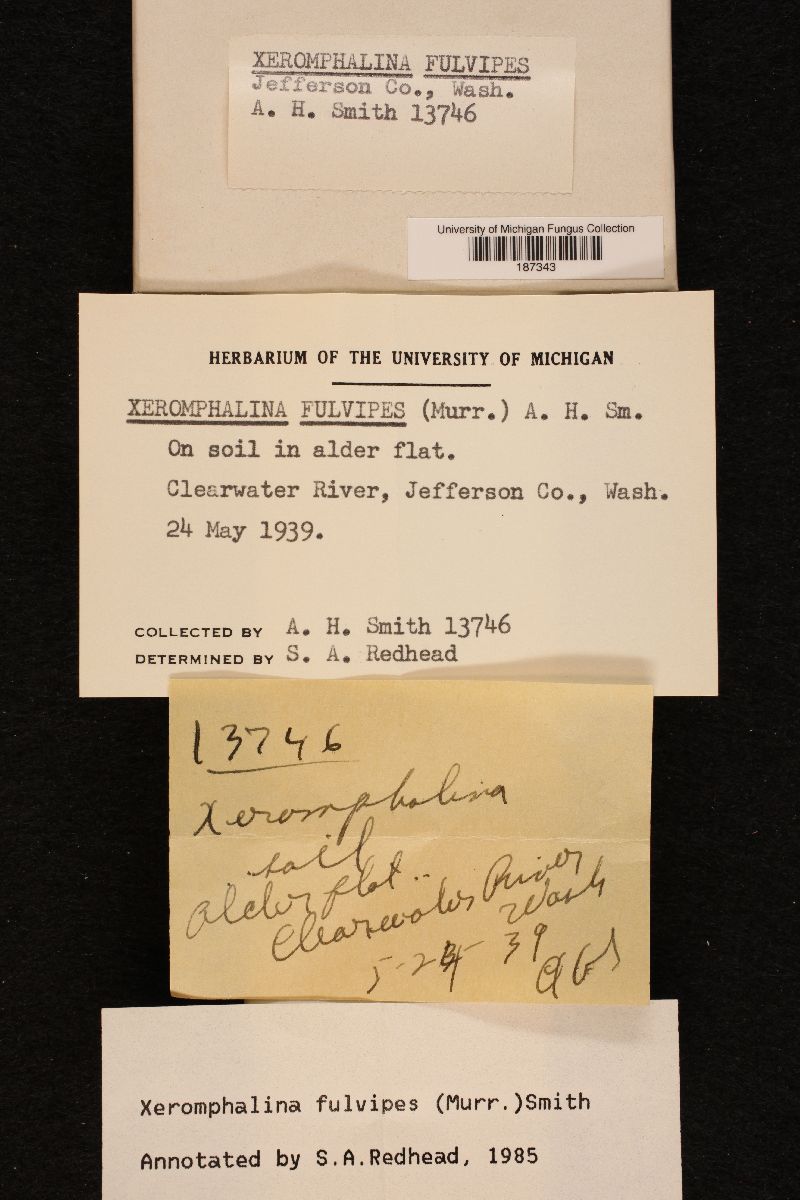 XEROMPHALINA FULVIPES
Jefferson Co., Wash.
A. H. Smith 13746
University of Michigan Fungus Collection
187343
HERBARIUM OF THE UNIVERSITY OF MICHIGAN
XEROMPHALINA FULVIPES (Murr.) A. H. Sm.
On soil in alder flat.
Clearwater River, Jefferson Co., Wash.
24 May 1939.
COLLECTED BY A. H. Smith 13746
DETERMINED BY S. A. Redhead
13746
Xeromphalina
soil
alder flat..
Clearwater River
Wash
5-24-39
Xeromphalina fulvipes (Murr.)Smith
Annotated by S.A.Redhead, 1985